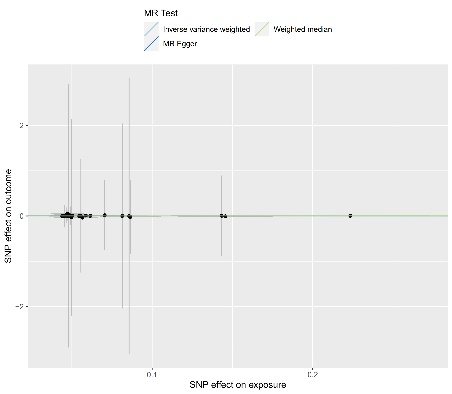 MR Test
Inverse variance weighted
Weighted median
MR Egger
SNP effect on outcome
2
0
−2
0.1
0.2
SNP effect on exposure